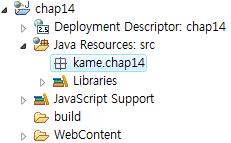 chap14
Deployment Descriptor: chap14
Java Resources: src
kame.chap14
Libraries
JavaScript Support
build
WebContent